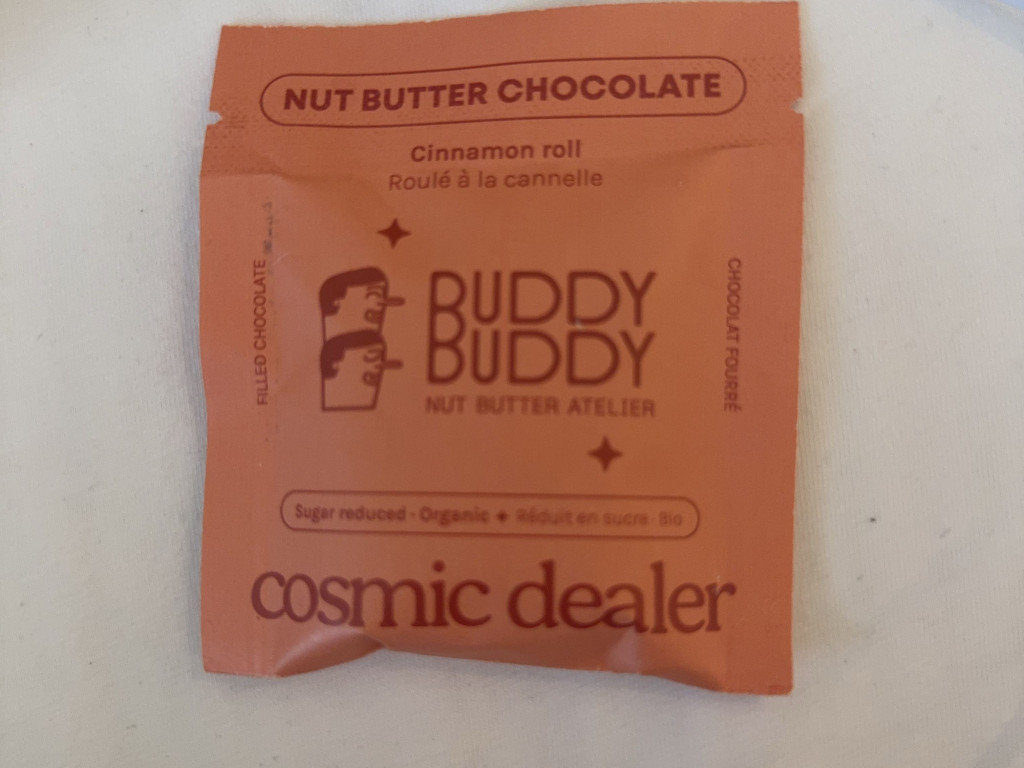 NUT BUTTER CHOCOLATE
Cinnamon roll
Roulé à la cannelle
FILLED CHOCOLATE
BUDDY
BUDDY
NUT BUTTER ATELIER
CHOCOLAT FOURRÉ
Sugar reduced · Organic ✦ Réduit en sucre · Bio
cosmic dealer